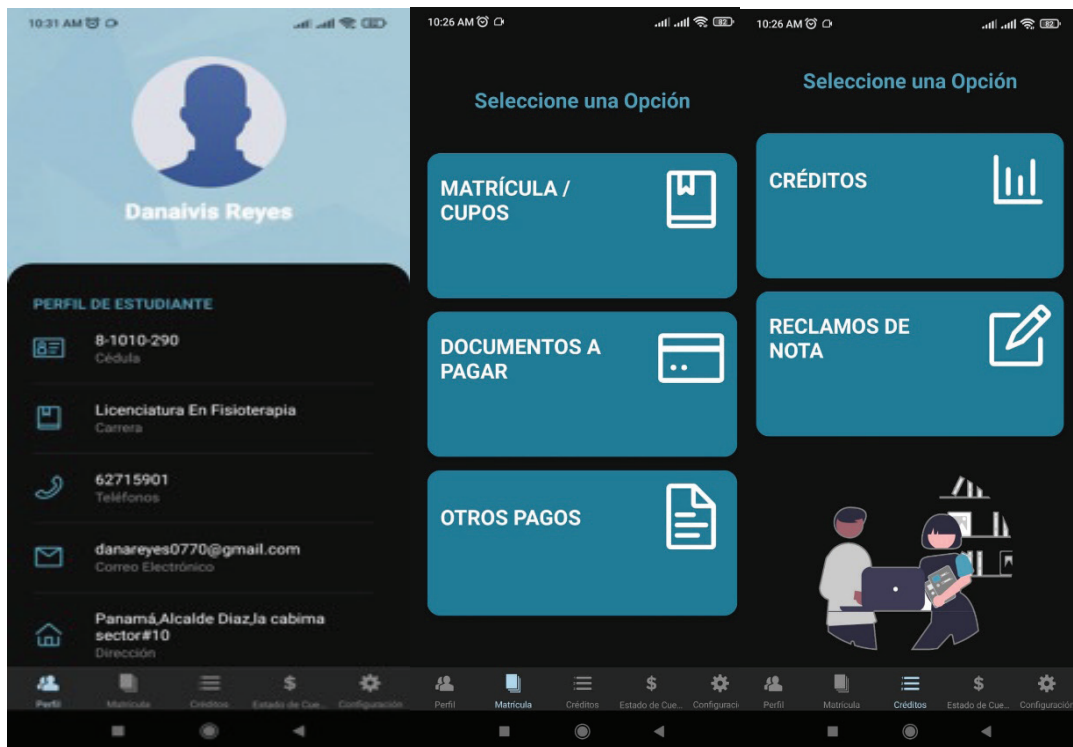 10:31 AM
Danaivis Reyes
PERFIL DE ESTUDIANTE
8-1010-290
Cédula
Licenciatura En Fisioterapia
Carrera
62715901
Teléfonos
danareyes0770@gmail.com
Correo Electrónico
Panamá,Alcalde Diaz,la cabima
sector#10
Dirección
Perfil
Matrícula
Créditos
Estado de Cue...
Configuración
10:26 AM
82
Seleccione una Opción
MATRÍCULA /
CUPOS
DOCUMENTOS A
PAGAR
OTROS PAGOS
Perfil
Matrícula
Créditos
Estado de Cue...
Configuraci
10:26 AM
82
Seleccione una Opción
CRÉDITOS
RECLAMOS DE
NOTA
Perfil
Matrícula
Créditos
Estado de Cue...
Configuración